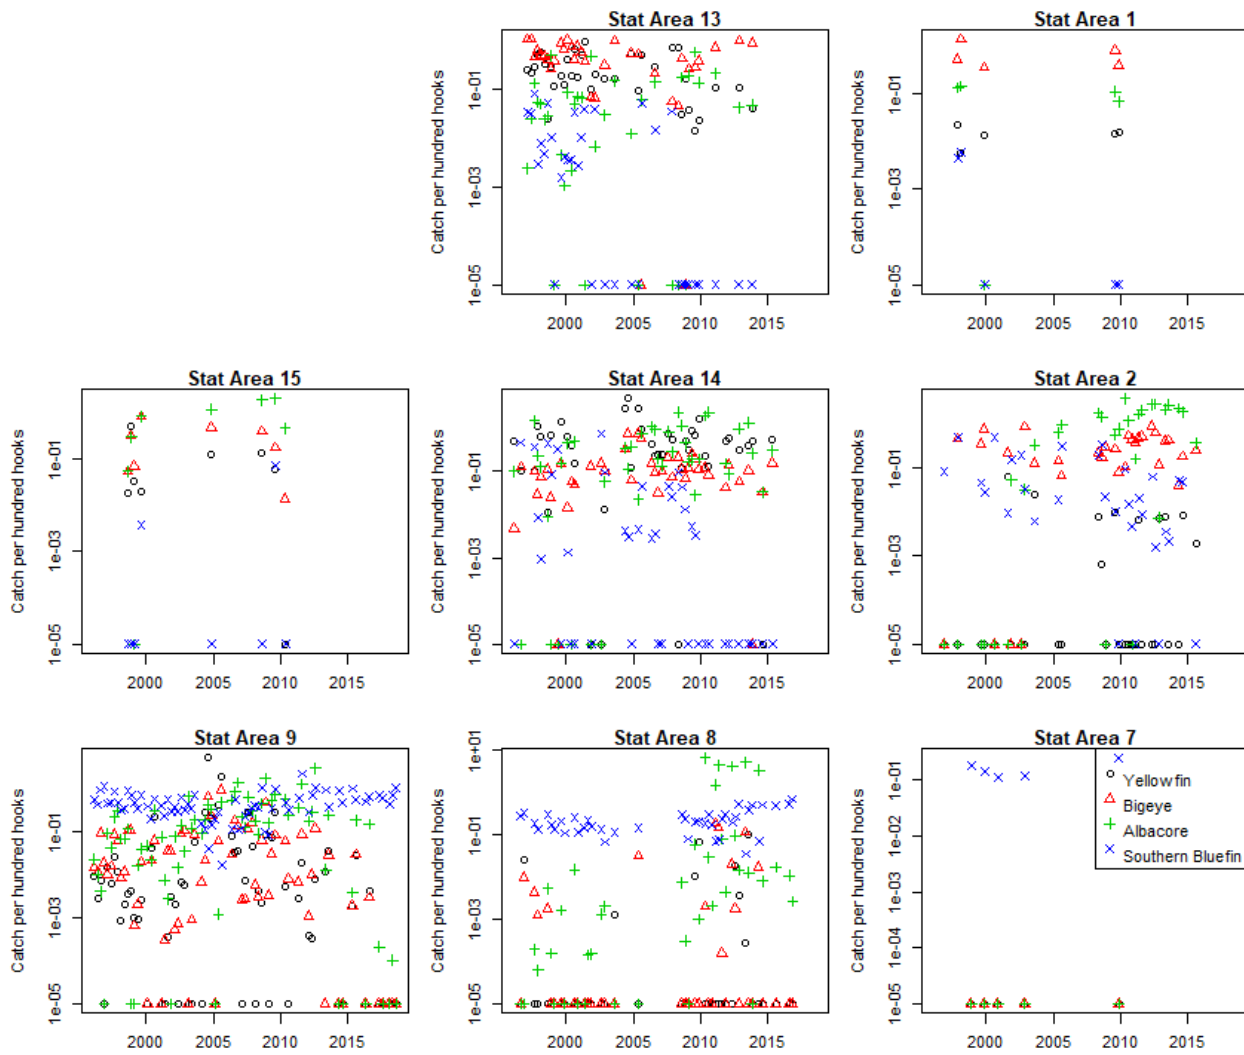 Stat Area 13
Catch per hundred hooks
1e-01
1e-03
1e-05
2000 2005 2010 2015
Stat Area 1
Catch per hundred hooks
1e-01
1e-03
1e-05
2000 2005 2010 2015
Stat Area 15
Catch per hundred hooks
1e-01
1e-03
1e-05
2000 2005 2010 2015
Stat Area 14
Catch per hundred hooks
1e-01
1e-03
1e-05
2000 2005 2010 2015
Stat Area 2
Catch per hundred hooks
1e-01
1e-03
1e-05
2000 2005 2010 2015
Stat Area 9
Catch per hundred hooks
1e-01
1e-03
1e-05
2000 2005 2010 2015
Stat Area 8
Catch per hundred hooks
1e+01
1e-01
1e-03
1e-05
2000 2005 2010 2015
Stat Area 7
Catch per hundred hooks
1e-01
1e-02
1e-03
1e-04
1e-05
2000 2005 2010 2015
Yellowfin
Bigeye
Albacore
Southern Bluefin